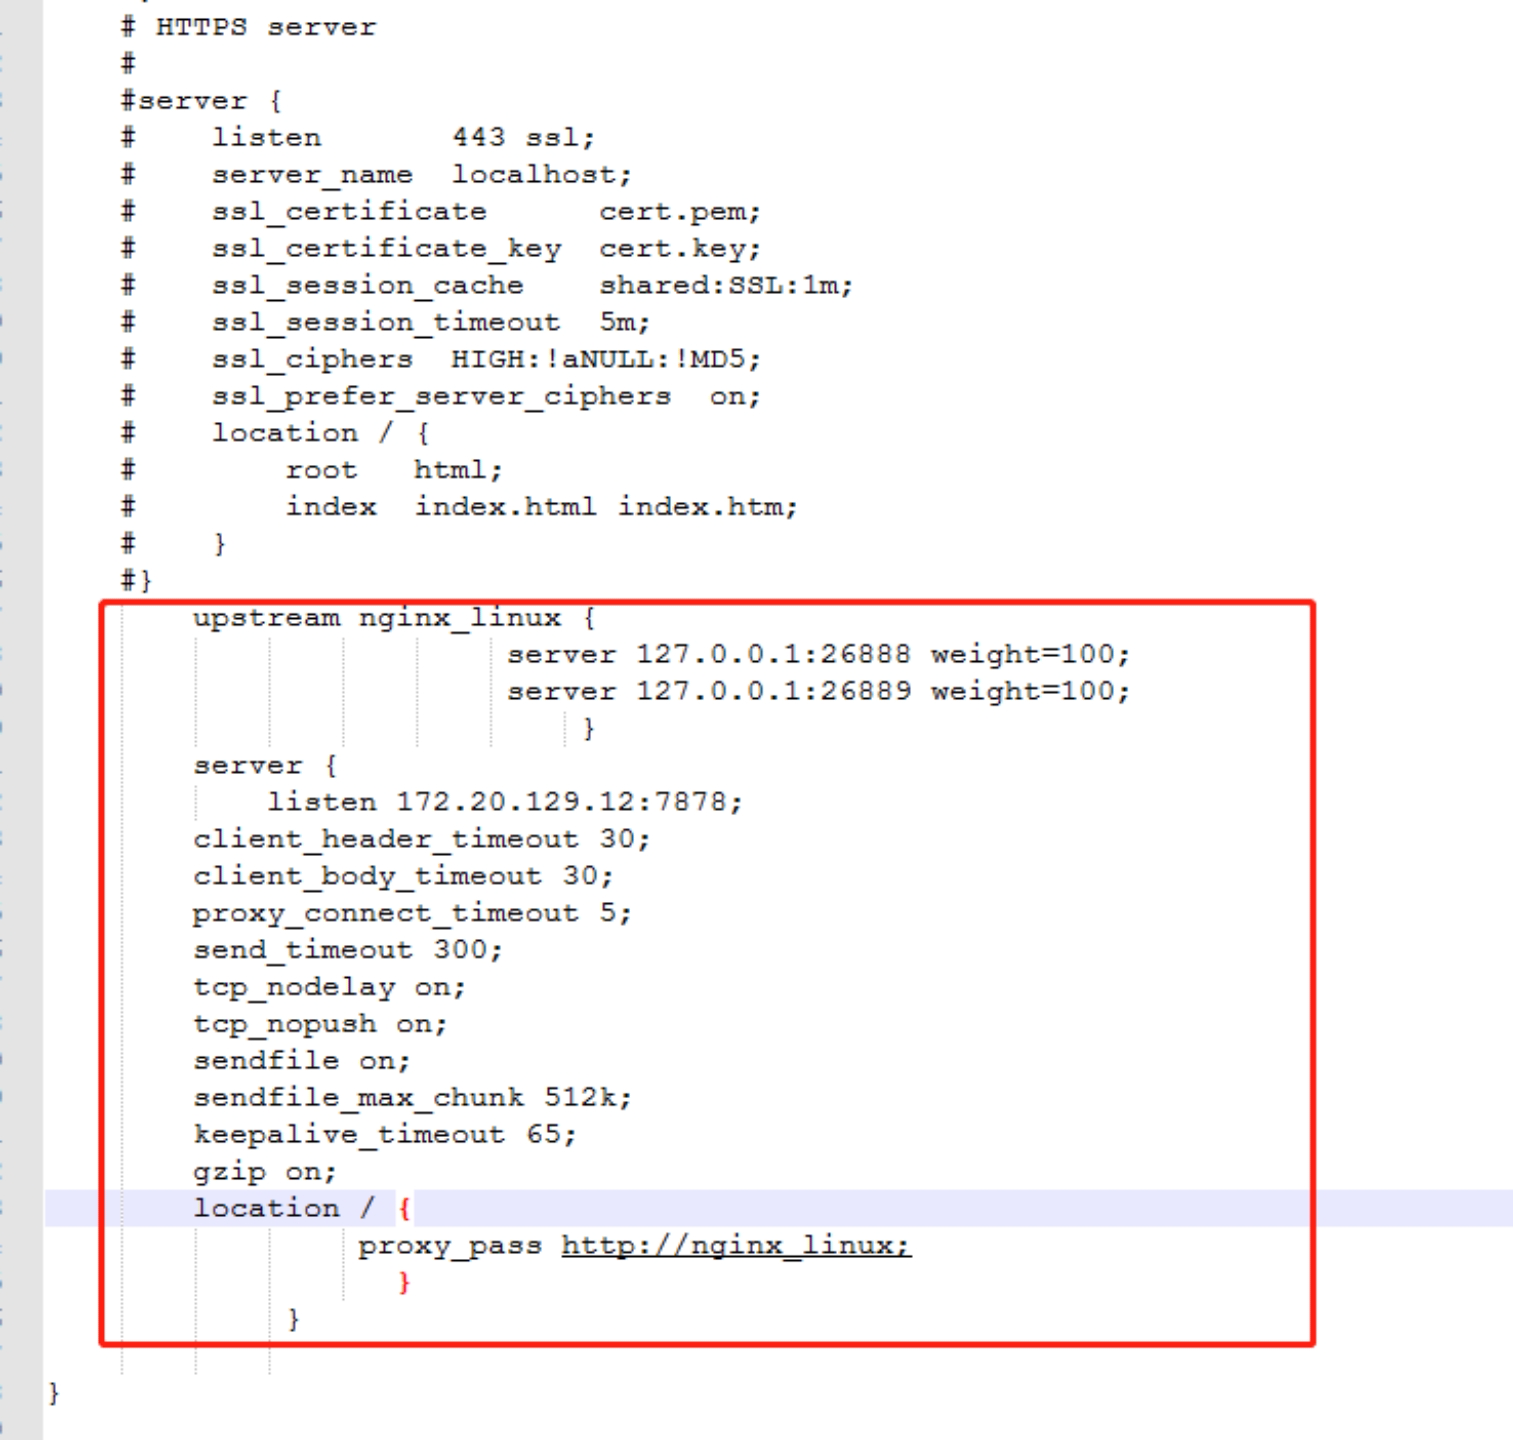 # HTTPS server
#
#server {
#    listen       443 ssl;
#    server_name  localhost;
#    ssl_certificate      cert.pem;
#    ssl_certificate_key  cert.key;
#    ssl_session_cache    shared:SSL:1m;
#    ssl_session_timeout  5m;
#    ssl_ciphers  HIGH:!aNULL:!MD5;
#    ssl_prefer_server_ciphers  on;
#    location / {
#        root   html;
#        index  index.html index.htm;
#    }
#}
upstream nginx_linux {
server 127.0.0.1:26888 weight=100;
server 127.0.0.1:26889 weight=100;
}
server {
listen 172.20.129.12:7878;
client_header_timeout 30;
client_body_timeout 30;
proxy_connect_timeout 5;
send_timeout 300;
tcp_nodelay on;
tcp_nopush on;
sendfile on;
sendfile_max_chunk 512k;
keepalive_timeout 65;
gzip on;
location / {
proxy_pass http://nginx_linux;
}
}
}